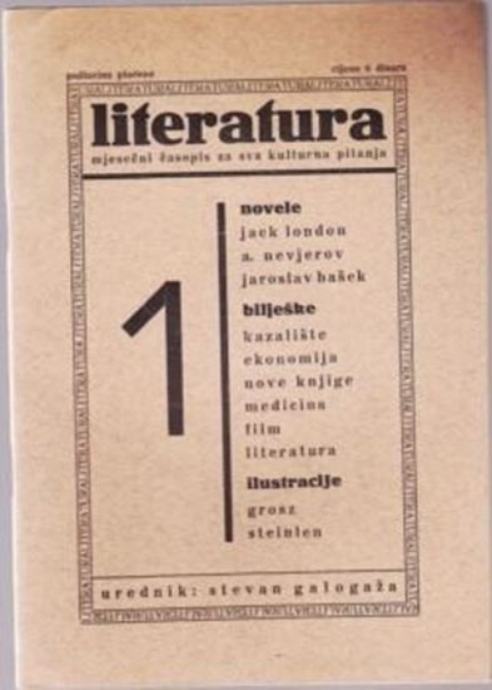 poštarina plaćena
cijena 6 dinara
literatura
mjesečni časopis za sva kulturna pitanja
1
novele
jack london
a. nevjerov
jaroslav hašek
bilješke
kazalište
ekonomija
nove knjige
medicina
film
literatura
ilustracije
grosz
steinlen
urednik: stevan galogaža